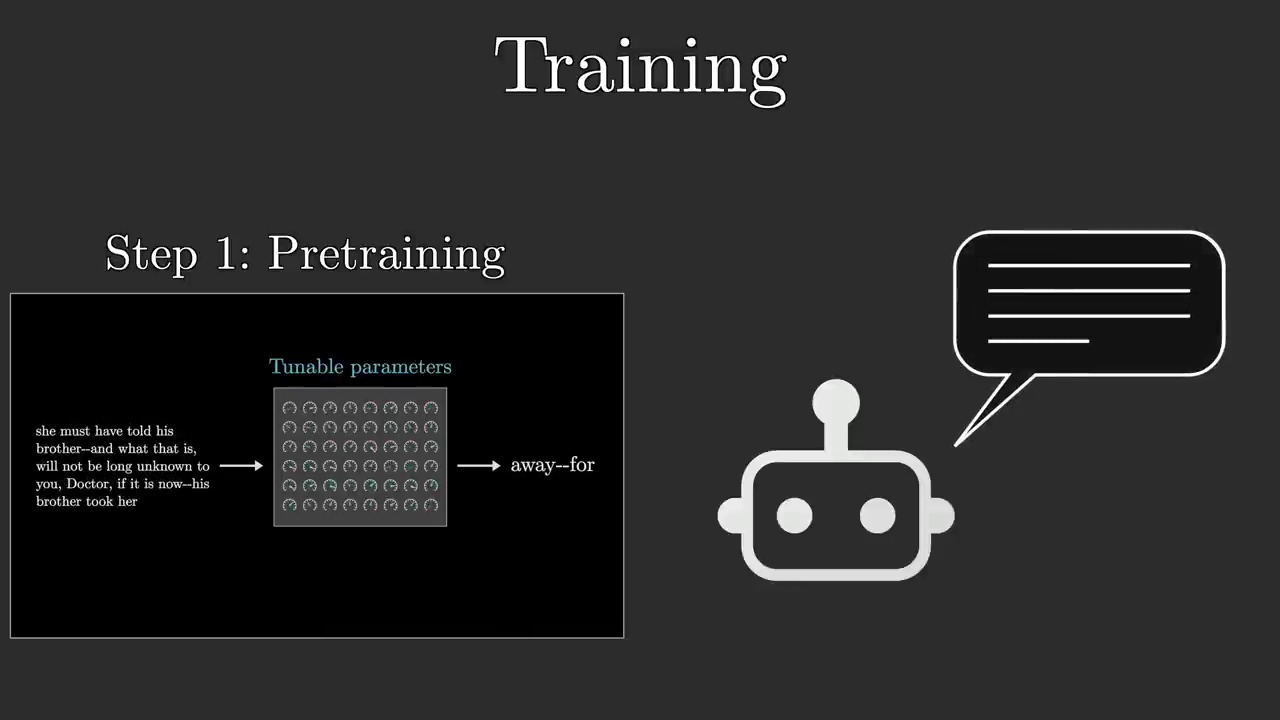 Training
Step 1: Pretraining
Tunable parameters
she must have told his
brother--and what that is,
will not be long unknown to
you, Doctor, if it is now--his
brother took her
away--for